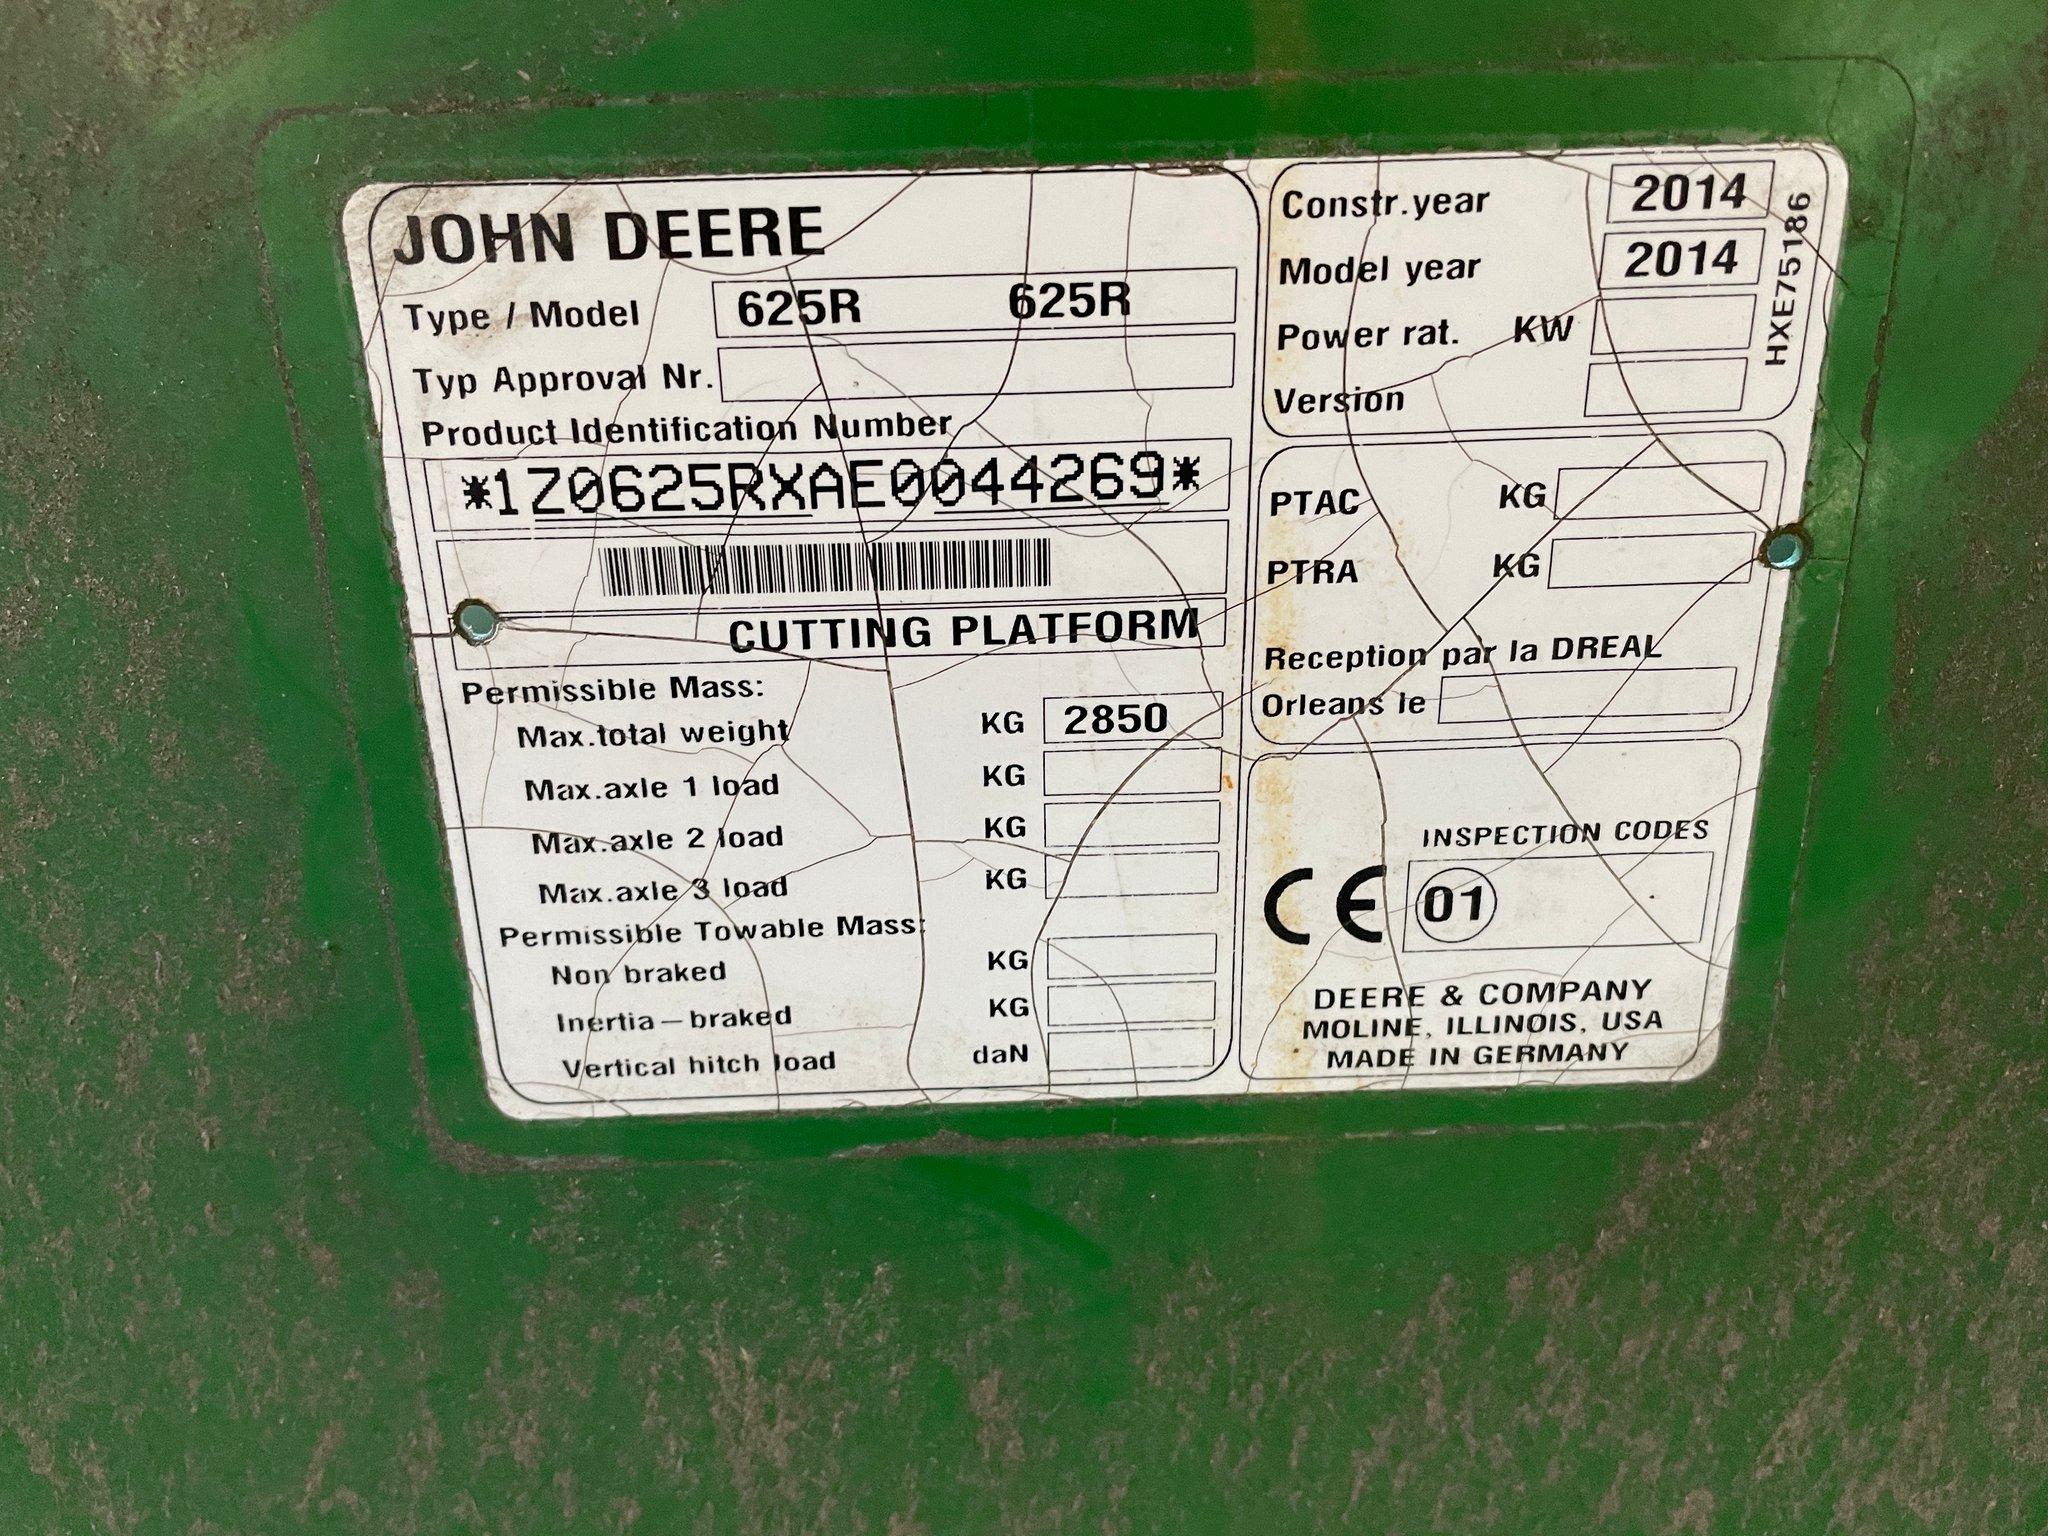 JOHN DEERE
Type / Model 625R 625R
Typ Approval Nr.
Product Identification Number
*1Z0625RXAE0044269*
CUTTING PLATFORM
Permissible Mass:
Max.total weight KG 2850
Max.axle 1 load KG
Max.axle 2 load KG
Max.axle 3 load KG
Permissible Towable Mass:
Non braked KG
Inertia-braked KG
Vertical hitch load daN
Constr.year 2014
Model year 2014
Power rat. KW
Version
HXE75186
PTAC KG
PTRA KG
Reception par la DREAL
Orleans le
INSPECTION CODES
CE 01
DEERE & COMPANY
MOLINE, ILLINOIS, USA
MADE IN GERMANY